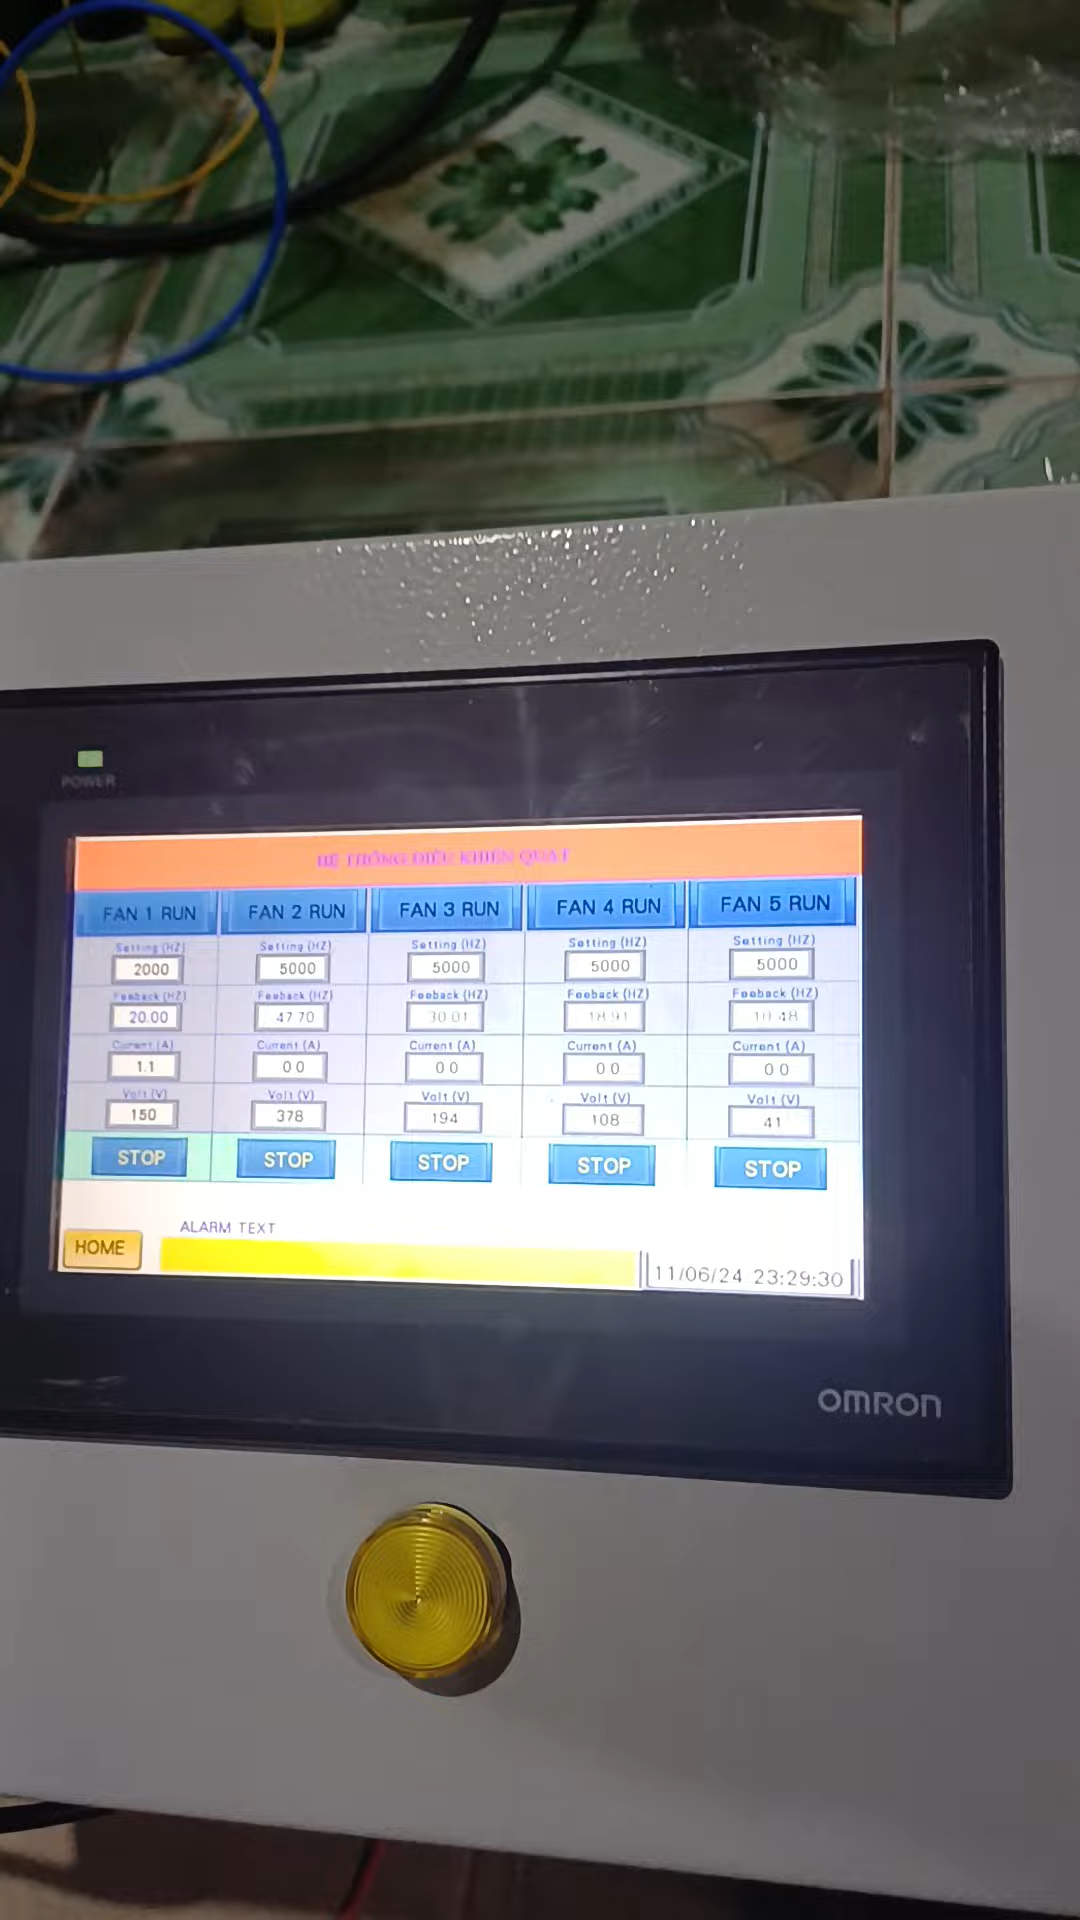 POWER
HỆ THỐNG ĐIỀU KHIỂN QUẠT
FAN 1 RUN FAN 2 RUN FAN 3 RUN FAN 4 RUN FAN 5 RUN
Setting (HZ) Setting (HZ) Setting (HZ) Setting (HZ) Setting (HZ)
2000 5000 5000 5000 5000
Feeback (HZ) Feeback (HZ) Feeback (HZ) Feeback (HZ) Feeback (HZ)
20.00 47.70 30.01 18.91 10.48
Current (A) Current (A) Current (A) Current (A) Current (A)
1.1 0.0 0.0 0.0 0.0
Volt (V) Volt (V) Volt (V) Volt (V) Volt (V)
150 378 194 108 41
STOP STOP STOP STOP STOP
ALARM TEXT
HOME
11/06/24 23:29:30
OMRON